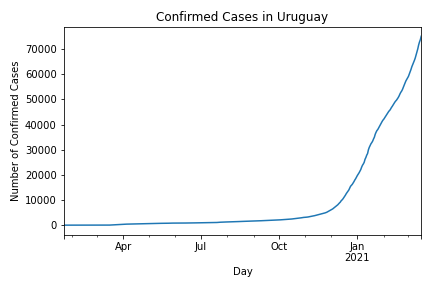 Confirmed Cases in Uruguay
Number of Confirmed Cases
70000
60000
50000
40000
30000
20000
10000
0
Apr
Jul
Oct
Jan
2021
Day